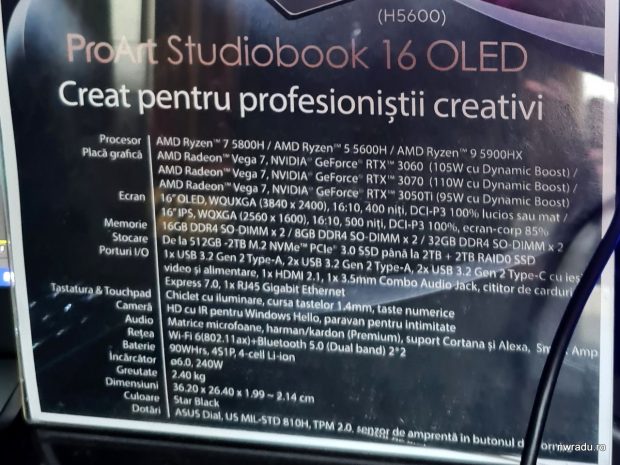 (H5600)
ProArt Studiobook 16 OLED
Creat pentru profesioniștii creativi
Procesor AMD Ryzen™ 7 5800H / AMD Ryzen™ 5 5600H / AMD Ryzen™ 9 5900HX
Placă grafică AMD Radeon™ Vega 7, NVIDIA® GeForce® RTX™ 3060 (105W cu Dynamic Boost) /
AMD Radeon™ Vega 7, NVIDIA® GeForce® RTX™ 3070 (110W cu Dynamic Boost) /
AMD Radeon™ Vega 7, NVIDIA® GeForce® RTX™ 3050Ti (95W cu Dynamic Boost)
Ecran 16" OLED, WQUXGA (3840 x 2400), 16:10, 400 niți, DCI-P3 100% lucios sau mat /
16" IPS, WQXGA (2560 x 1600), 16:10, 500 niți, DCI-P3 100%, ecran-corp 85%
Memorie 16GB DDR4 SO-DIMM x 2 / 8GB DDR4 SO-DIMM x 2 / 32GB DDR4 SO-DIMM x 2
Stocare De la 512GB -2TB M.2 NVMe™ PCIe® 3.0 SSD până la 2TB + 2TB RAID0 SSD
Porturi I/O 1x USB 3.2 Gen 2 Type-A, 2x USB 3.2 Gen 2 Type-A, 2x USB 3.2 Gen 2 Type-C cu
video și alimentare, 1x HDMI 2.1, 1x 3.5mm Combo Audio Jack, cititor de carduri
Express 7.0, 1x RJ45 Gigabit Ethernet
Tastatura & Touchpad Chiclet cu iluminare, cursa tastelor 1.4mm, taste numerice
Cameră HD cu IR pentru Windows Hello, paravan pentru intimitate
Audio Matrice microfoane, harman/kardon (Premium), suport Cortana și Alexa, Amp
Rețea Wi-Fi 6(802.11ax)+Bluetooth 5.0 (Dual band) 2*2
Baterie 90WHrs, 4S1P, 4-cell Li-ion
Încărcător ø6.0, 240W
Greutate 2.40 kg
Dimensiuni 36.20 x 26.40 x 1.99 ~ 2.14 cm
Culoare Star Black
Dotări ASUS Dial, US MIL-STD 810H, TPM 2.0, senzor de amprentă în butonul de
nwradu.ro